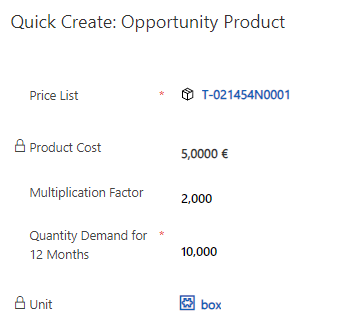 Quick Create: Opportunity Product
Price List * T-021454N0001
Product Cost 5,0000 €
Multiplication Factor 2,000
Quantity Demand for * 10,000
12 Months
Unit box